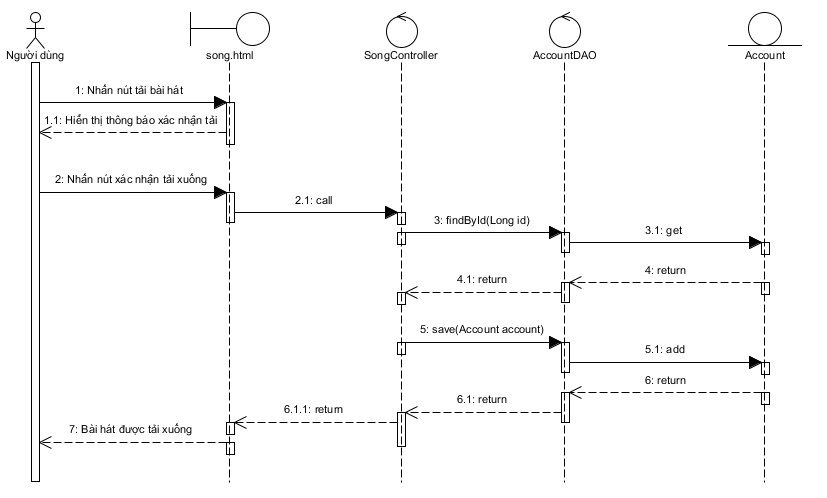 Người dùng
song.html
SongController
AccountDAO
Account
1: Nhấn nút tải bài hát
1.1: Hiển thị thông báo xác nhận tải
2: Nhấn nút xác nhận tải xuống
2.1: call
3: findById(Long id)
3.1: get
4: return
4.1: return
5: save(Account account)
5.1: add
6: return
6.1: return
6.1.1: return
7: Bài hát được tải xuống